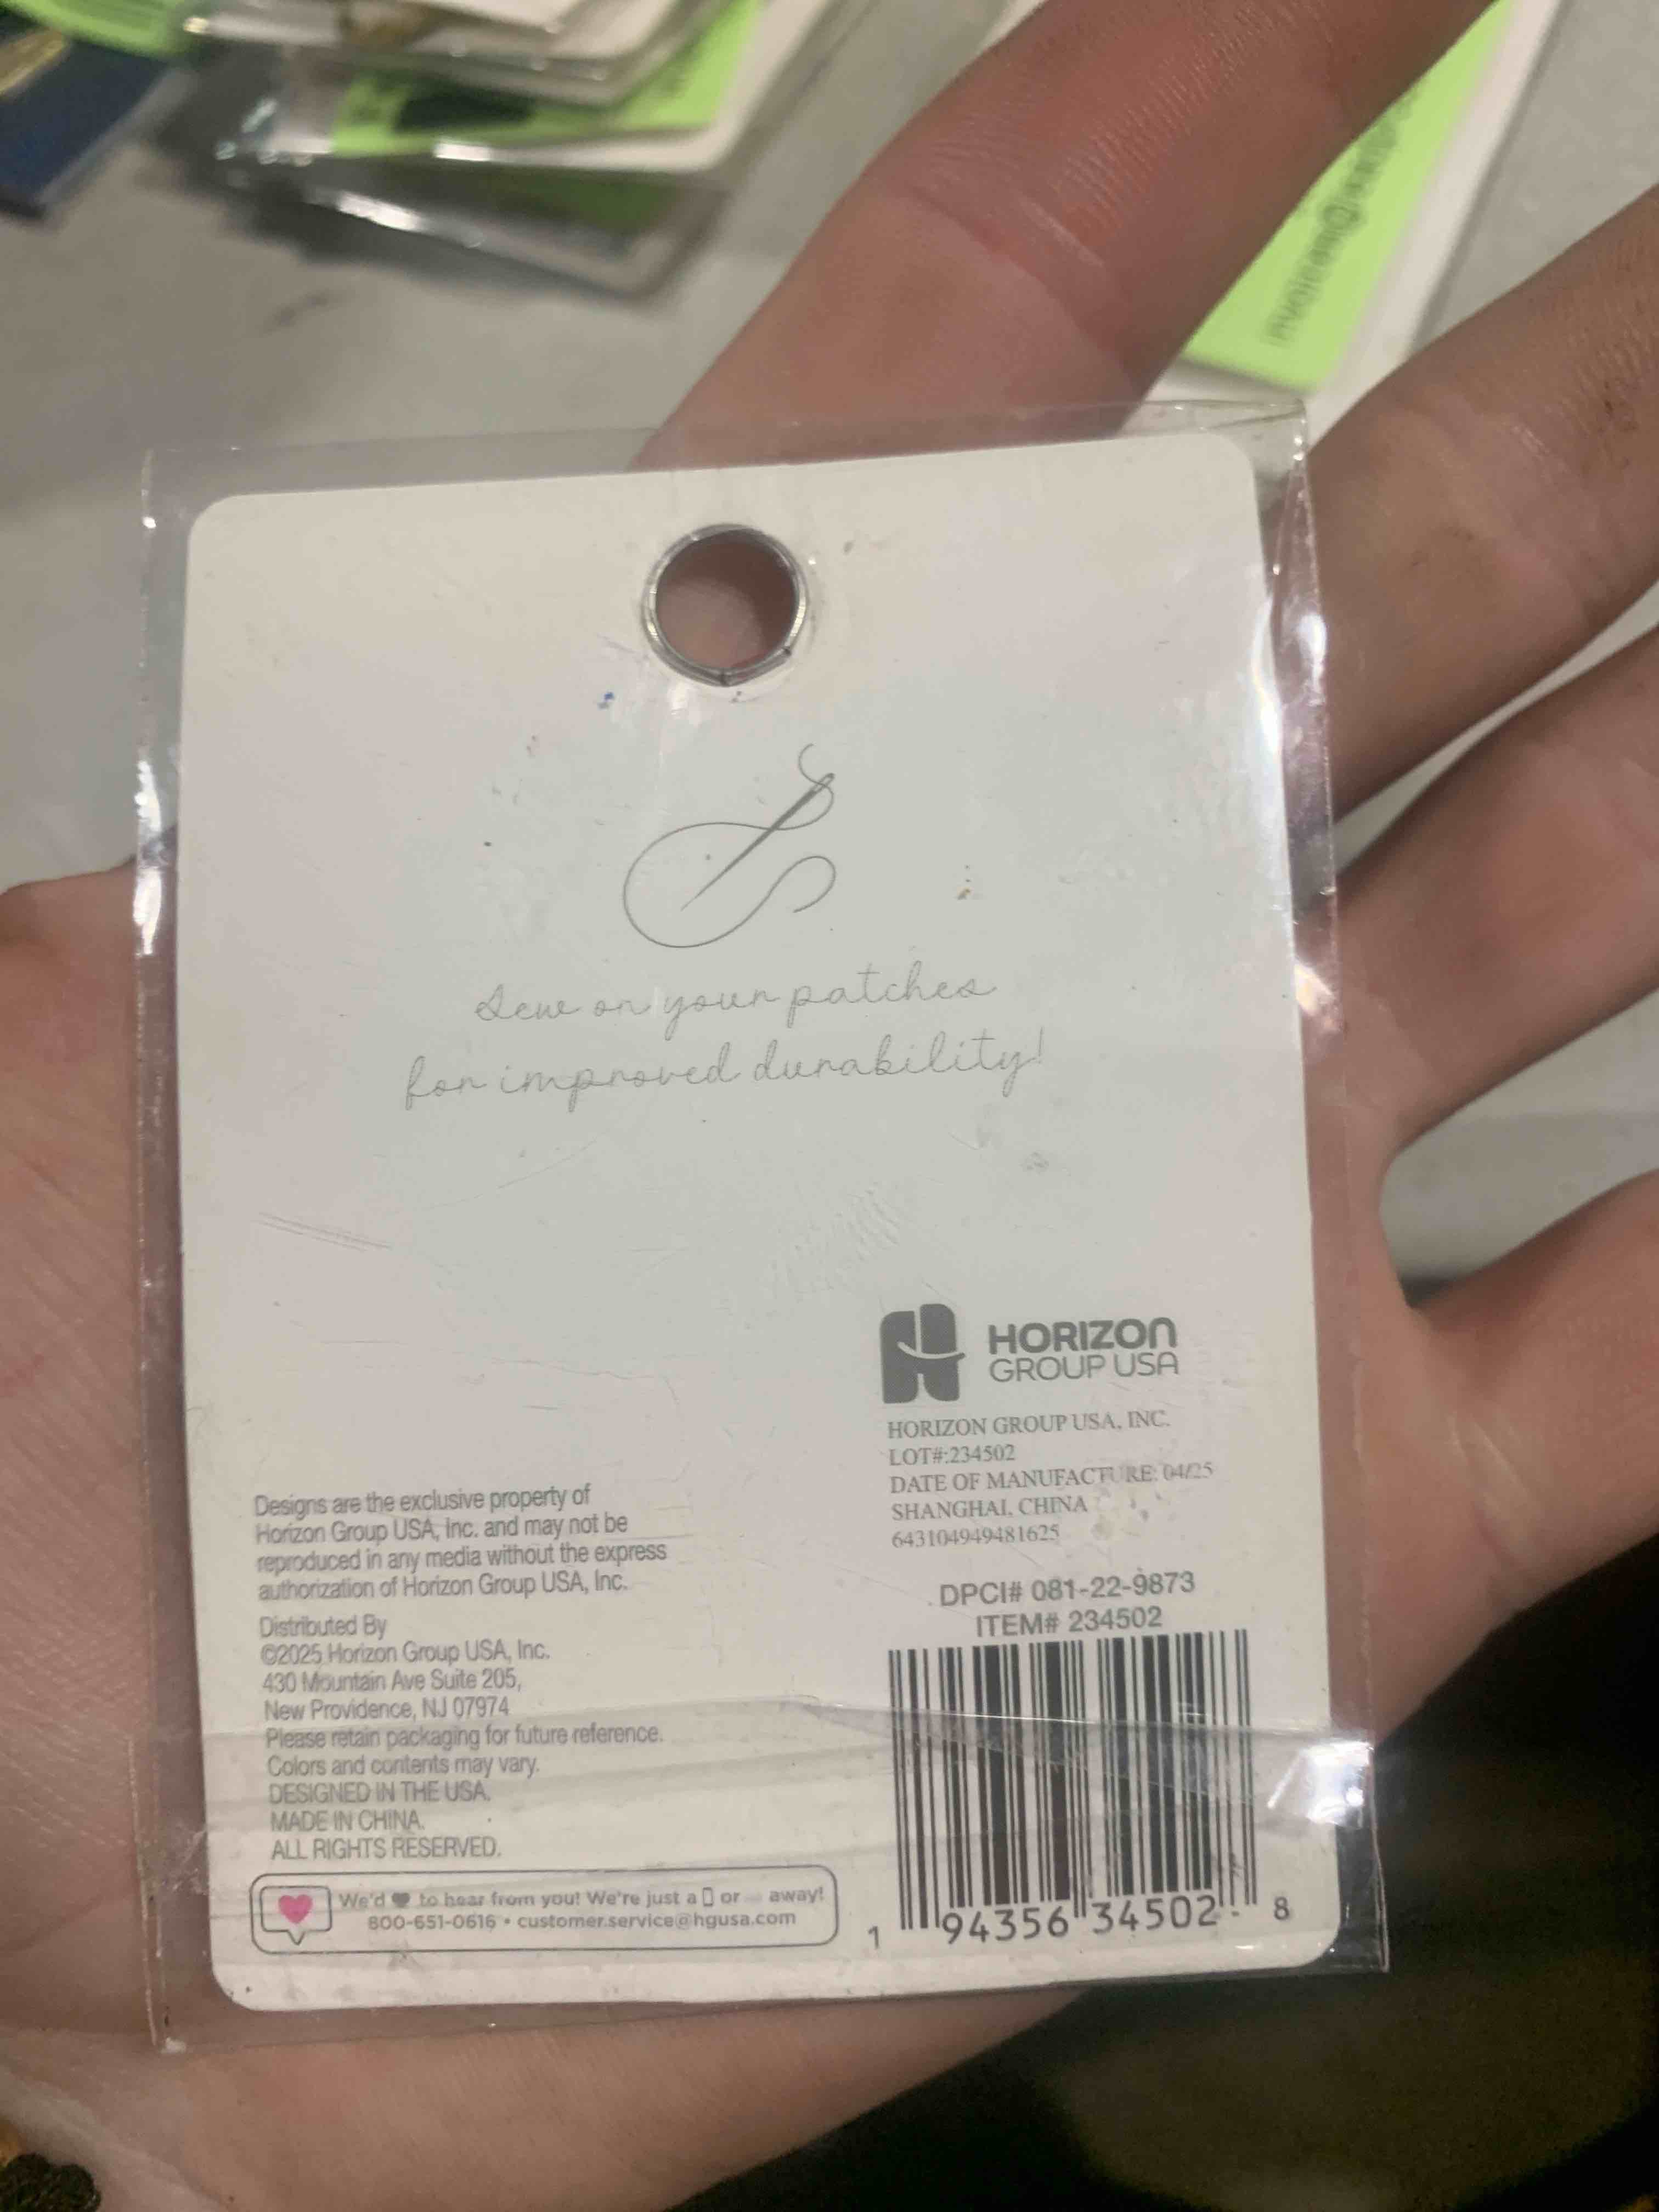 Sew on your patches
for improved durability!
HORIZON
GROUP USA
HORIZON GROUP USA, INC.
LOT#:234502
DATE OF MANUFACTURE: 04/25
SHANGHAI, CHINA
643104949481625
DPCI# 081-22-9873
ITEM# 234502
Designs are the exclusive property of
Horizon Group USA, Inc. and may not be
reproduced in any media without the express
authorization of Horizon Group USA, Inc.
Distributed By
©2025 Horizon Group USA, Inc.
430 Mountain Ave Suite 205,
New Providence, NJ 07974
Please retain packaging for future reference.
Colors and contents may vary.
DESIGNED IN THE USA.
MADE IN CHINA.
ALL RIGHTS RESERVED.
We'd ♥ to hear from you! We're just a or away!
800-651-0616 • customer.service@hgusa.com
1 94356 34502 8